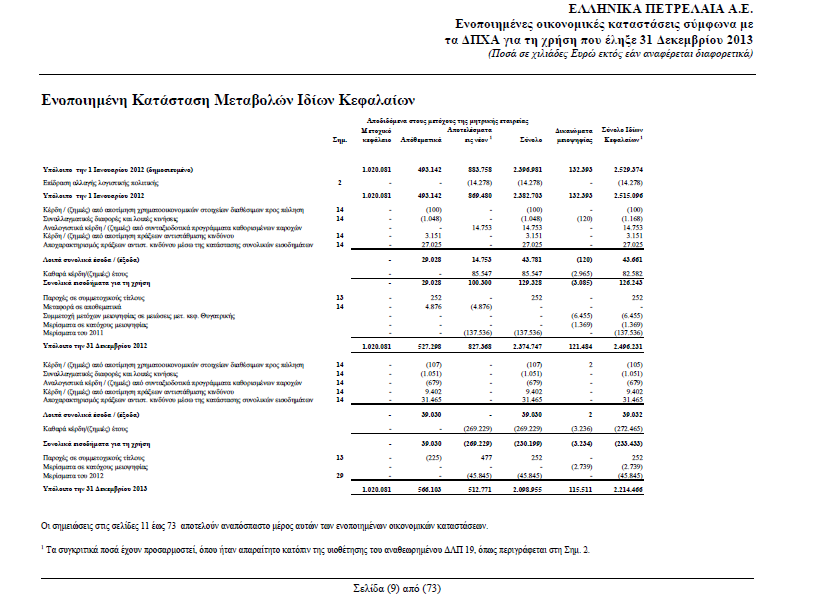 ΕΛΛΗΝΙΚΑ ΠΕΤΡΕΛΑΙΑ Α.Ε.
Ενοποιημένες οικονομικές καταστάσεις σύμφωνα με
τα ΔΠΧΑ για τη χρήση που έληξε 31 Δεκεμβρίου 2013
(Ποσά σε χιλιάδες Ευρώ εκτός εάν αναφέρεται διαφορετικά)
Ενοποιημένη Κατάσταση Μεταβολών Ιδίων Κεφαλαίων
Αποδιδόμενα στους μετόχους της μητρικής εταιρείας
Σημ. Μετοχικό κεφάλαιο Απόθεματικά Αποτελέσματα εις νέον 1 Σύνολο Δικαιώματα μειοψηφίας Σύνολο Ιδίων Κεφαλαίων 1
Υπόλοιπο την 1 Ιανουαρίου 2012 (δημοσιευμένο) 1.020.081 493.142 883.758 2.396.981 132.393 2.529.374
Επίδραση αλλαγής λογιστικής πολιτικής 2 - - (14.278) (14.278) - (14.278)
Υπόλοιπο την 1 Ιανουαρίου 2012 1.020.081 493.142 869.480 2.382.703 132.393 2.515.096
Κέρδη / (ζημιές) από αποτίμηση χρηματοοικονομικών στοιχείων διαθέσιμων προς πώληση 14 - (100) - (100) - (100)
Συναλλαγματικές διαφορές και λοιπές κινήσεις 14 - (1.048) - (1.048) (120) (1.168)
Αναλογιστικά κέρδη / (ζημιές) από συνταξιοδοτικά προγράμματα καθορισμένων παροχών - - 14.753 14.753 - 14.753
Κέρδη / (ζημιές) από αποτίμηση πράξεων αντιστάθμισης κινδύνου 14 - 3.151 - 3.151 - 3.151
Αποχαρακτηρισμός πράξεων αντιστ. κινδύνου μέσω της κατάστασης συνολικών εισοδημάτων 14 - 27.025 - 27.025 - 27.025
Λοιπά συνολικά έσοδα / (έξοδα) - 29.028 14.753 43.781 (120) 43.661
Καθαρά κέρδη/(ζημιές) έτους - - 85.547 85.547 (2.965) 82.582
Συνολικά εισοδήματα για τη χρήση - 29.028 100.300 129.328 (3.085) 126.243
Παροχές σε συμμετοχικούς τίτλους 13 - 252 - 252 - 252
Μεταφορά σε αποθεματικά 14 - 4.876 (4.876) - - -
Συμμετοχή μετόχων μειοψηφίας σε μειώσεις μετ. κεφ. Θυγατρικής - - - - (6.455) (6.455)
Μερίσματα σε κατόχους μειοψηφίας - - - - (1.369) (1.369)
Μερίσματα του 2011 - - (137.536) (137.536) - (137.536)
Υπόλοιπο την 31 Δεκεμβρίου 2012 1.020.081 527.298 827.368 2.374.747 121.484 2.496.231
Κέρδη / (ζημιές) από αποτίμηση χρηματοοικονομικών στοιχείων διαθέσιμων προς πώληση 14 - (107) - (107) 2 (105)
Συναλλαγματικές διαφορές και λοιπές κινήσεις 14 - (1.051) - (1.051) - (1.051)
Αναλογιστικά κέρδη / (ζημιές) από συνταξιοδοτικά προγράμματα καθορισμένων παροχών 14 - (679) - (679) - (679)
Κέρδη / (ζημιές) από αποτίμηση πράξεων αντιστάθμισης κινδύνου 14 - 9.402 - 9.402 - 9.402
Αποχαρακτηρισμός πράξεων αντιστ. κινδύνου μέσω της κατάστασης συνολικών εισοδημάτων 14 - 31.465 - 31.465 - 31.465
Λοιπά συνολικά έσοδα / (έξοδα) - 39.030 - 39.030 2 39.032
Καθαρά κέρδη/(ζημιές) έτους - - (269.229) (269.229) (3.236) (272.465)
Συνολικά εισοδήματα για τη χρήση - 39.030 (269.229) (230.199) (3.234) (233.433)
Παροχές σε συμμετοχικούς τίτλους 13 - (225) 477 252 - 252
Μερίσματα σε κατόχους μειοψηφίας - - - - (2.739) (2.739)
Μερίσματα του 2012 29 - - (45.845) (45.845) - (45.845)
Υπόλοιπο την 31 Δεκεμβρίου 2013 1.020.081 566.103 512.771 2.098.955 115.511 2.214.466
Οι σημειώσεις στις σελίδες 11 έως 73 αποτελούν αναπόσπαστο μέρος αυτών των ενοποιημένων οικονομικών καταστάσεων.
1 Τα συγκριτικά ποσά έχουν προσαρμοστεί, όπου ήταν απαραίτητο κατόπιν της υιοθέτησης του αναθεωρημένου ΔΛΠ 19, όπως περιγράφεται στη Σημ. 2.
Σελίδα (9) από (73)